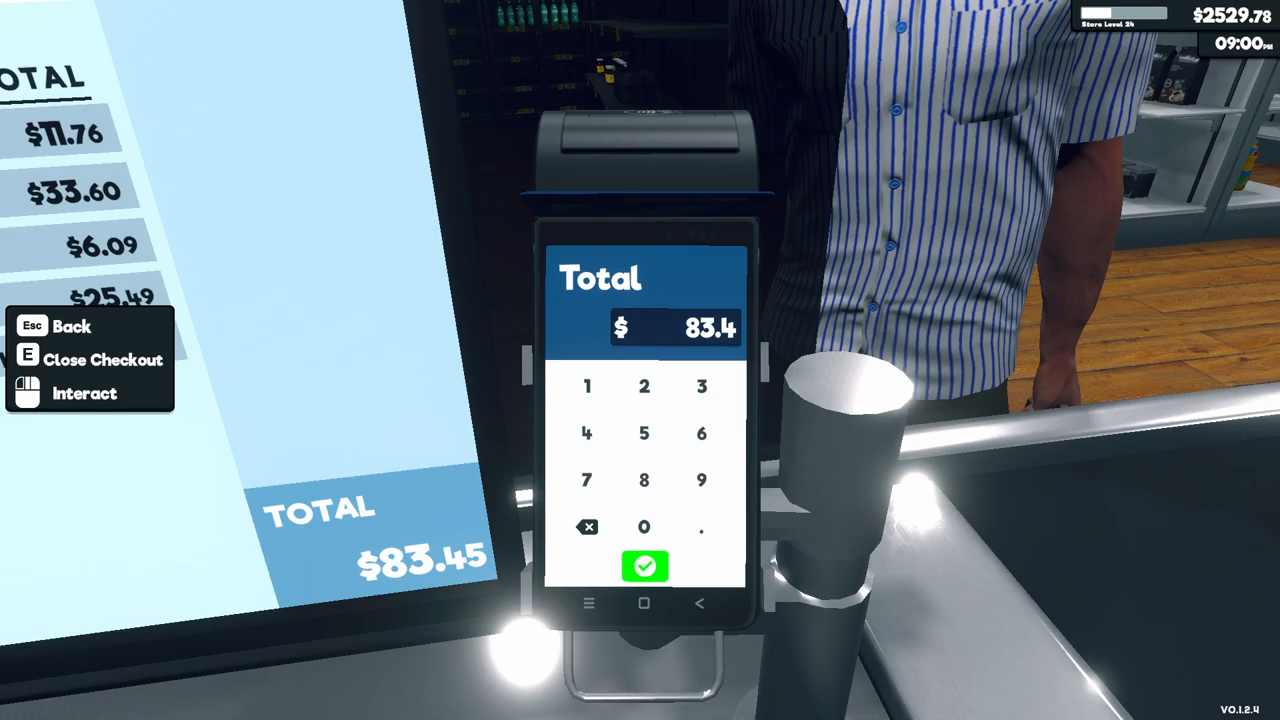 $2529.78
Store Level 24
09:00PM
OTAL
$11.76
$33.60
$6.09
$25.49
Esc Back
E Close Checkout
Interact
TOTAL
$83.45
Total
$ 83.4
1 2 3
4 5 6
7 8 9
0 .
V0.1.2.4